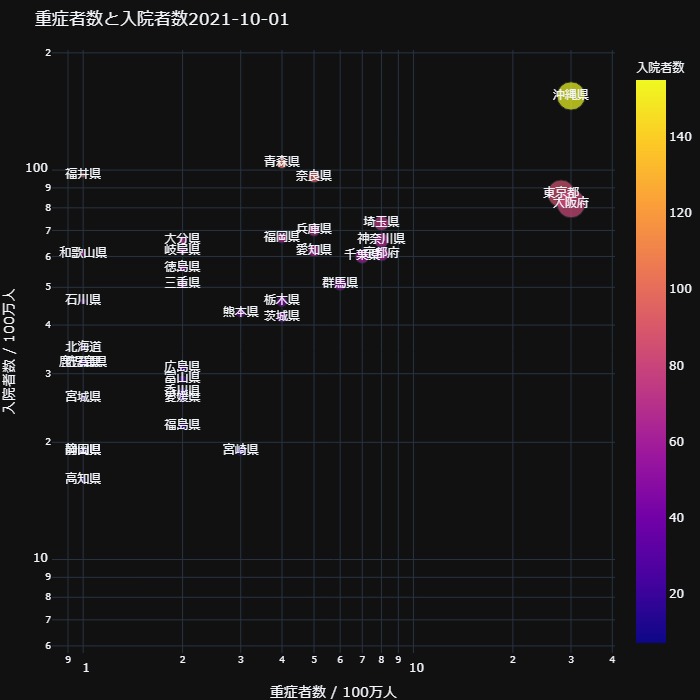 重症者数と入院者数2021-10-01
入院者数
2
100
9
8
7
6
5
4
3
2
10
9
8
7
6
沖縄県
青森県
福井県
奈良県
東京都
大阪府
埼玉県
兵庫県
福岡県
神奈川県
大分県
岐阜県
愛知県
和歌山県
千葉県
徳島県
三重県
群馬県
石川県
栃木県
熊本県
茨城県
北海道
広島県
富山県
香川県
宮城県
愛媛県
福島県
宮崎県
高知県
140
120
100
80
60
40
20
9
1
2
3
4
5
6
7
8
9
10
2
3
4
入院者数 / 100万人
重症者数 / 100万人